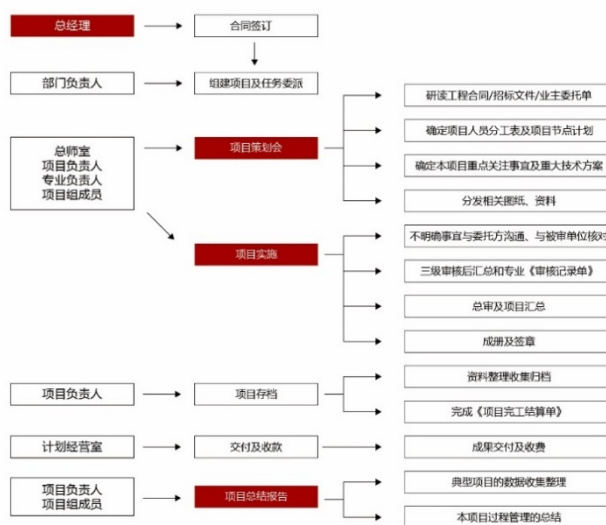 总经理
合同签订
部门负责人
组建项目及任务委派
总师室
项目负责人
专业负责人
项目组成员
项目策划会
研读工程合同/招标文件/业主委托单
确定项目人员分工表及项目节点计划
确定本项目重点关注事宜及重大技术方案
分发相关图纸、资料
项目实施
不明确事宜与委托方沟通、与被审单位核对
三级审核后汇总和专业《审核记录单》
总审及项目汇总
成册及签章
项目负责人
项目存档
资料整理收集归档
完成《项目完工结算单》
计划经营室
交付及收款
成果交付及收费
项目负责人
项目组成员
项目总结报告
典型项目的数据收集整理
本项目过程管理的总结